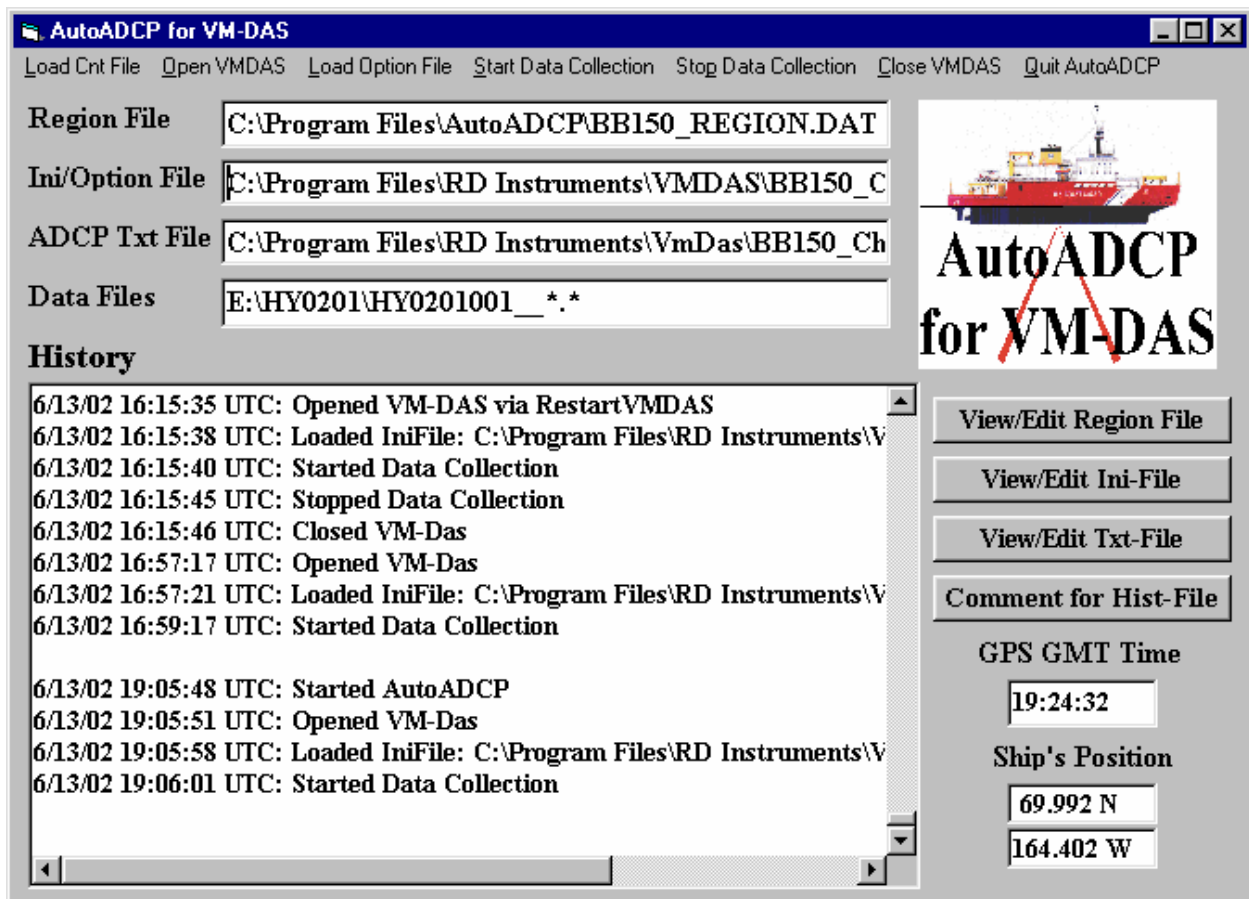 AutoADCP for VM-DAS
Load Cnt File Open VMDAS Load Option File Start Data Collection Stop Data Collection Close VMDAS Quit AutoADCP
Region File C:\Program Files\AutoADCP\BB150_REGION.DAT
Ini/Option File C:\Program Files\RD Instruments\VMDAS\BB150_C
ADCP Txt File C:\Program Files\RD Instruments\VmDas\BB150_Ch
Data Files E:\HY0201\HY0201001__*.*
AutoADCP
for VM-DAS
History
6/13/02 16:15:35 UTC: Opened VM-DAS via RestartVMDAS
6/13/02 16:15:38 UTC: Loaded IniFile: C:\Program Files\RD Instruments\V
6/13/02 16:15:40 UTC: Started Data Collection
6/13/02 16:15:45 UTC: Stopped Data Collection
6/13/02 16:15:46 UTC: Closed VM-Das
6/13/02 16:57:17 UTC: Opened VM-Das
6/13/02 16:57:21 UTC: Loaded IniFile: C:\Program Files\RD Instruments\V
6/13/02 16:59:17 UTC: Started Data Collection
6/13/02 19:05:48 UTC: Started AutoADCP
6/13/02 19:05:51 UTC: Opened VM-Das
6/13/02 19:05:58 UTC: Loaded IniFile: C:\Program Files\RD Instruments\V
6/13/02 19:06:01 UTC: Started Data Collection
View/Edit Region File
View/Edit Ini-File
View/Edit Txt-File
Comment for Hist-File
GPS GMT Time
19:24:32
Ship's Position
69.992 N
164.402 W